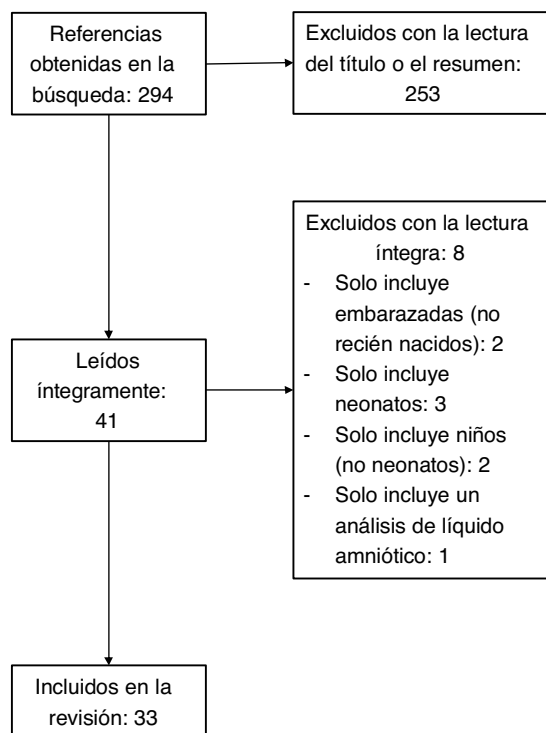 Referencias
obtenidas en la
búsqueda: 294
Excluidos con la lectura
del título o el resumen:
253
Excluidos con la lectura
íntegra: 8
- Solo incluye
embarazadas (no
recién nacidos): 2
- Solo incluye
neonatos: 3
- Solo incluye niños
(no neonatos): 2
- Solo incluye un
análisis de líquido
amniótico: 1
Leídos
íntegramente:
41
Incluidos en la
revisión: 33